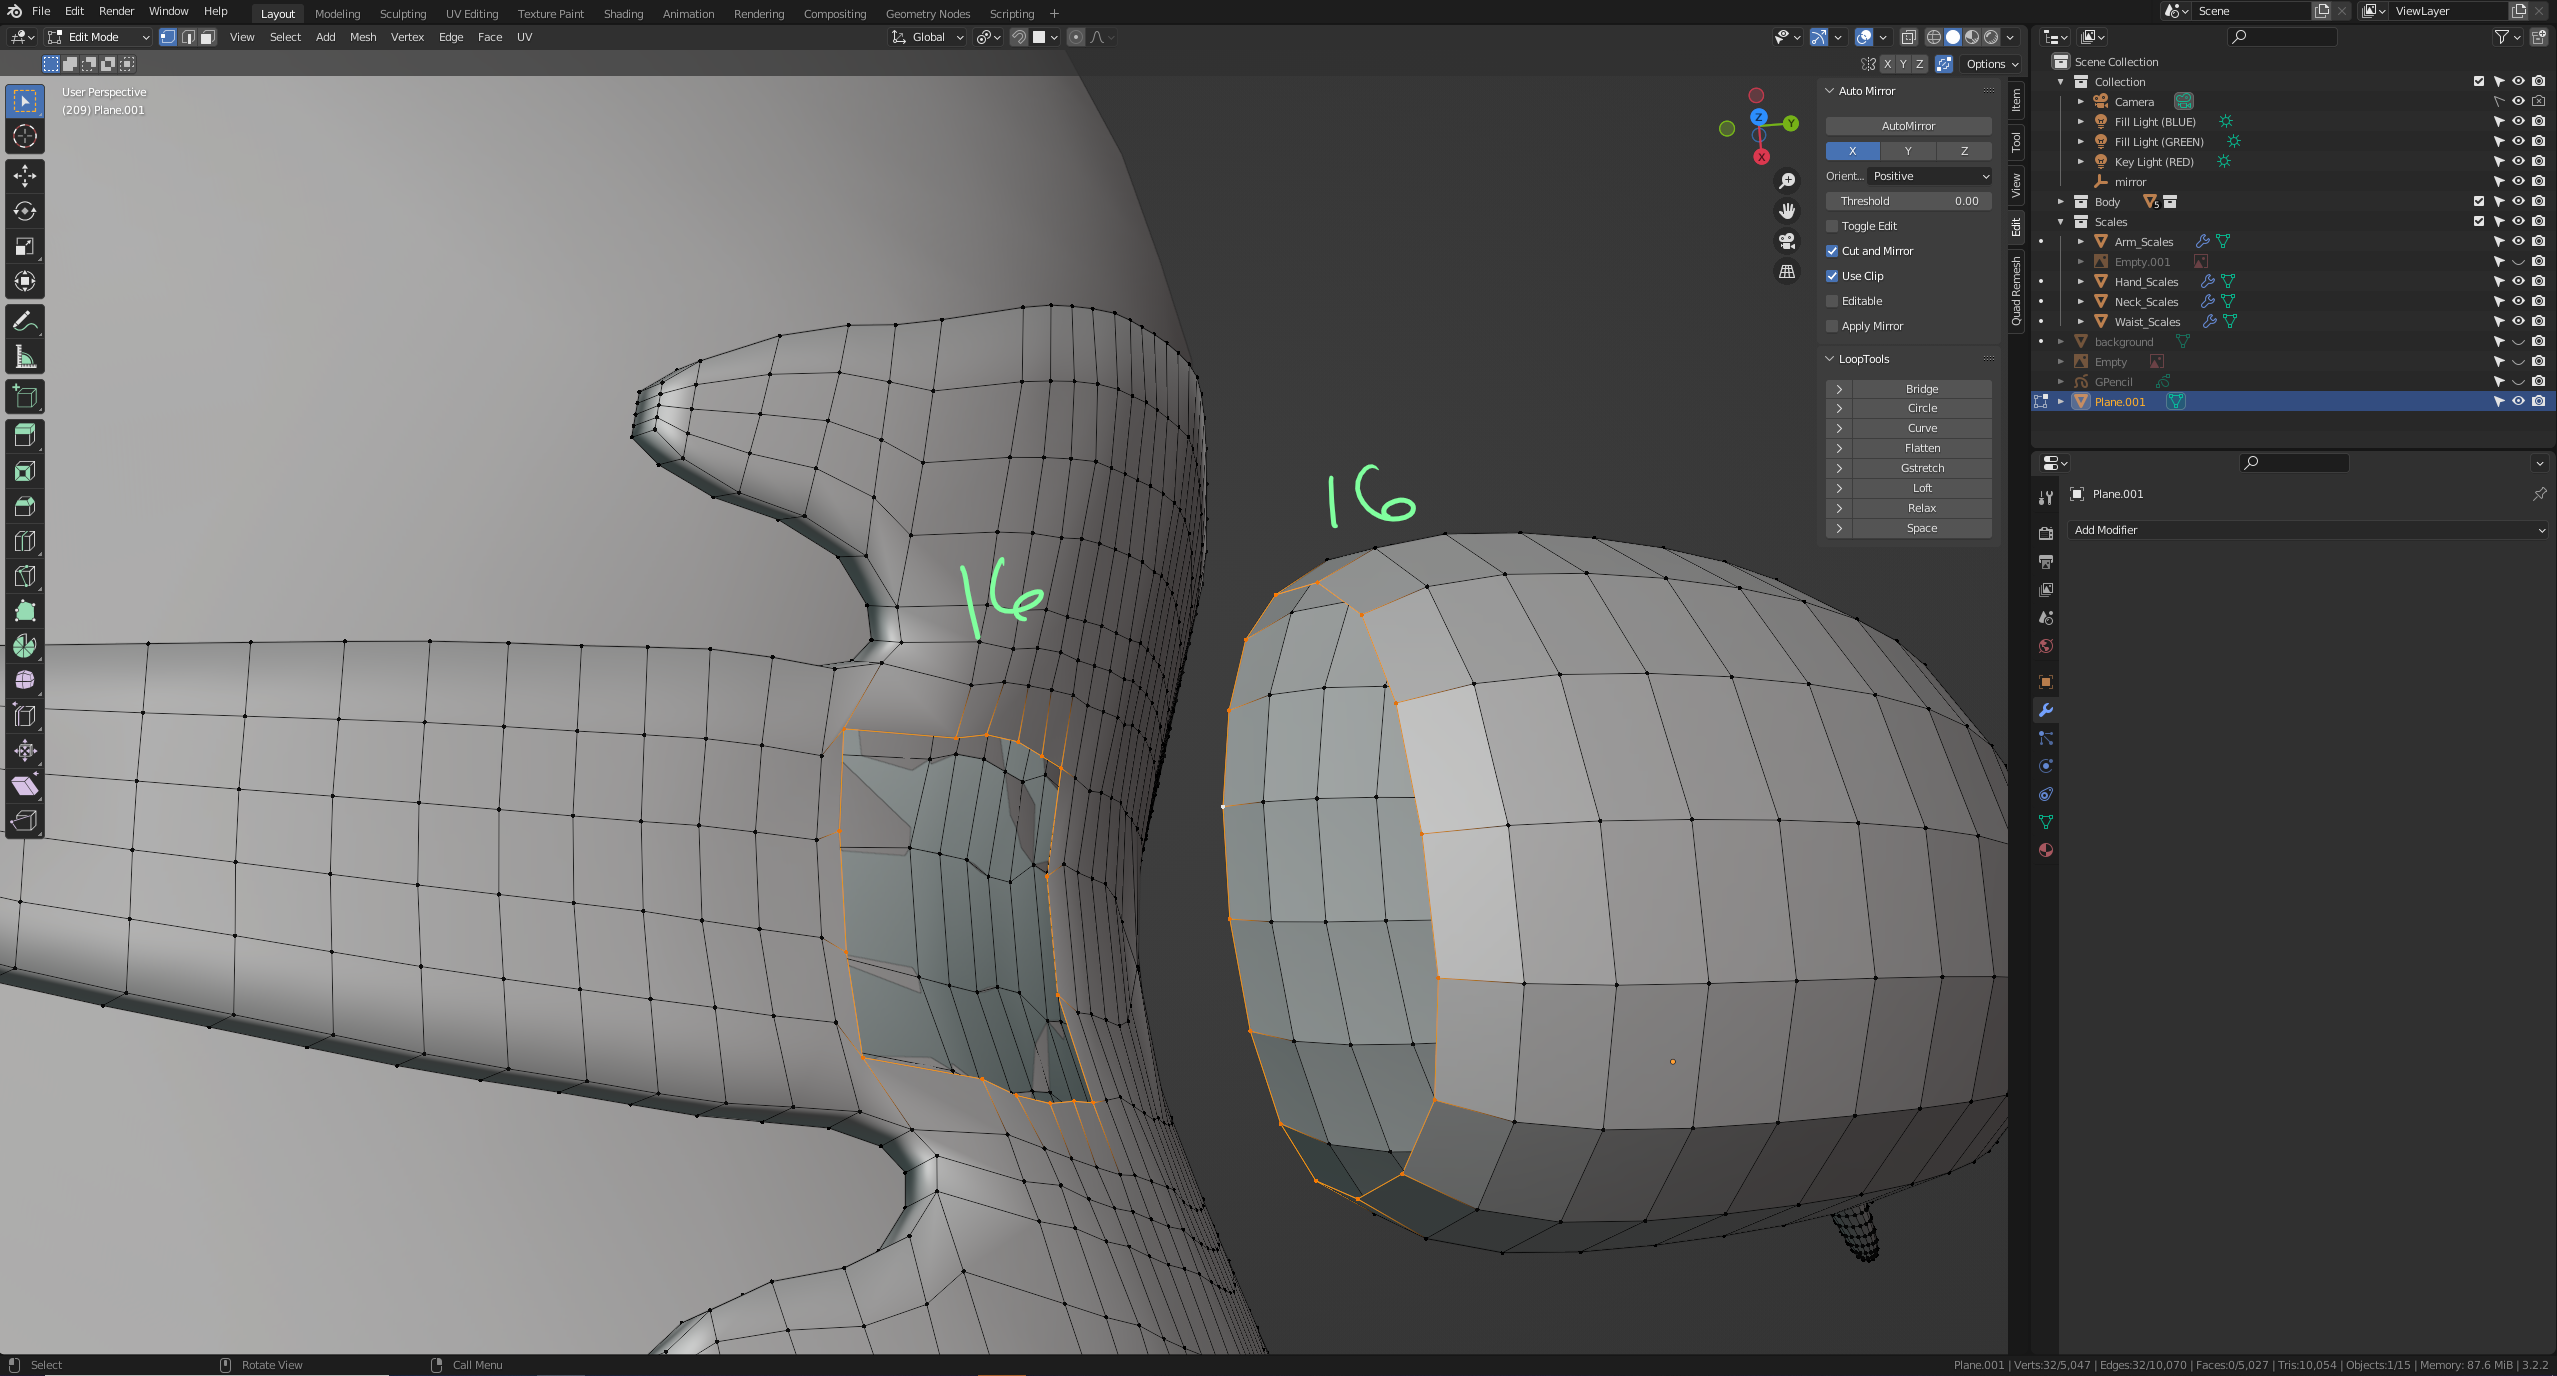 File Edit Render Window Help Layout Modeling Sculpting UV Editing Texture Paint Shading Animation Rendering Compositing Geometry Nodes Scripting + Scene ViewLayer
Edit Mode View Select Add Mesh Vertex Edge Face UV Global
X Y Z Options
User Perspective
(209) Plane.001
Z Y X
Auto Mirror
AutoMirror
X Y Z
Orient... Positive
Threshold 0.00
Toggle Edit
Cut and Mirror
Use Clip
Editable
Apply Mirror
LoopTools
Bridge
Circle
Curve
Flatten
Gstretch
Loft
Relax
Space
Item
Tool
View
Edit
Quad Remesh
16
16
Scene Collection
Collection
Camera
Fill Light (BLUE)
Fill Light (GREEN)
Key Light (RED)
mirror
Body 5
Scales
Arm_Scales
Empty.001
Hand_Scales
Neck_Scales
Waist_Scales
background
Empty
GPencil
Plane.001
Plane.001
Add Modifier
Select Rotate View Call Menu Plane.001 | Verts:32/5,047 | Edges:32/10,070 | Faces:0/5,027 | Tris:10,054 | Objects:1/15 | Memory: 87.6 MiB | 3.2.2